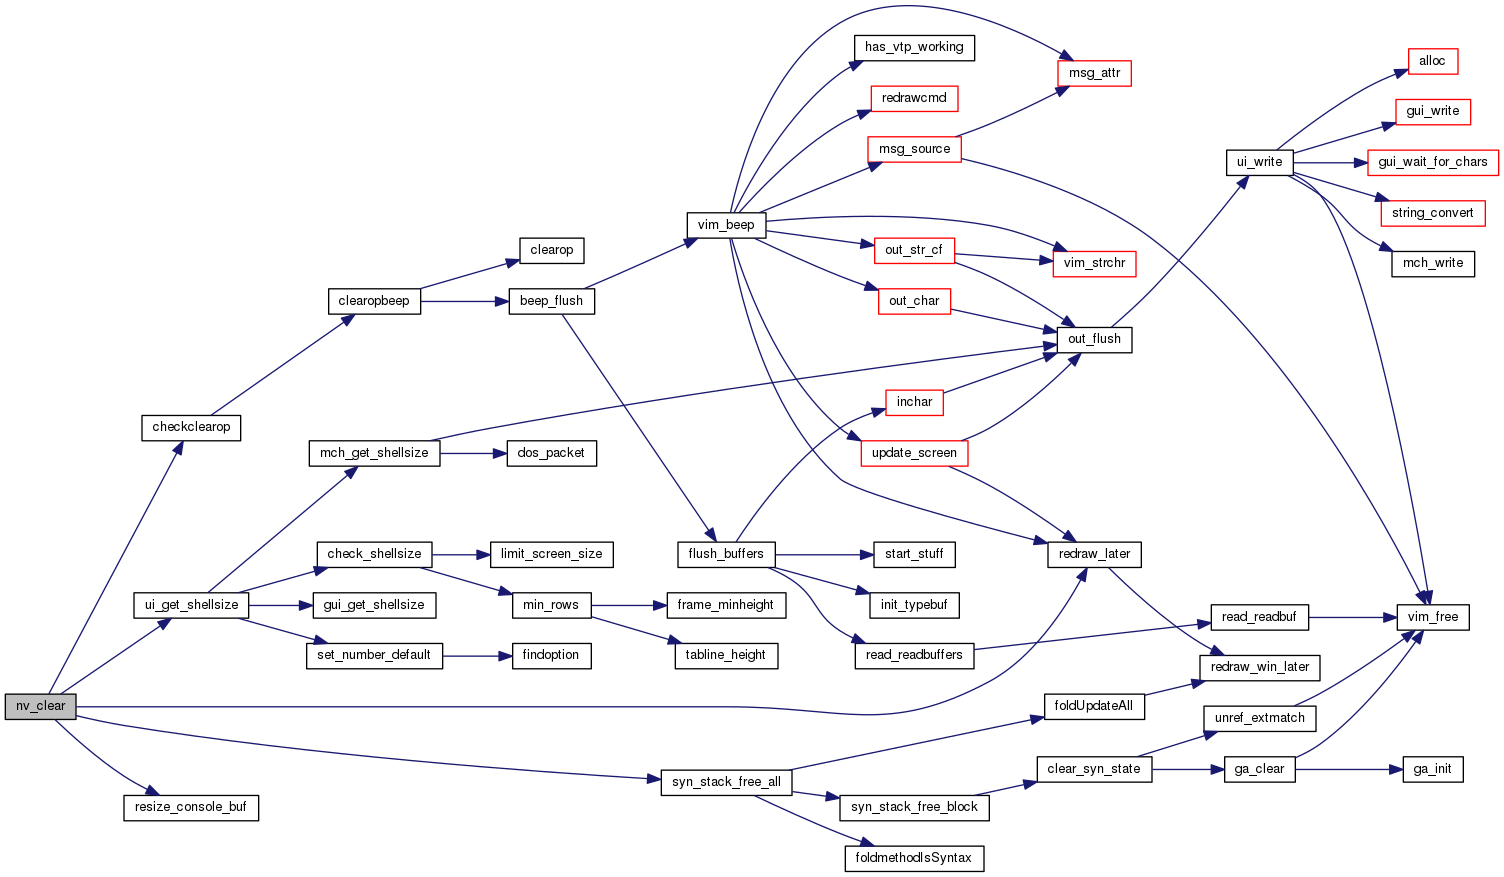 has_vtp_working
msg_attr
alloc
redrawcmd
gui_write
msg_source
ui_write
gui_wait_for_chars
string_convert
vim_beep
clearop
out_str_cf
vim_strchr
mch_write
clearopbeep
beep_flush
out_char
out_flush
inchar
checkclearop
mch_get_shellsize
dos_packet
update_screen
check_shellsize
limit_screen_size
flush_buffers
start_stuff
redraw_later
ui_get_shellsize
gui_get_shellsize
min_rows
frame_minheight
init_typebuf
read_readbuf
vim_free
set_number_default
findoption
tabline_height
read_readbuffers
redraw_win_later
nv_clear
foldUpdateAll
unref_extmatch
syn_stack_free_all
clear_syn_state
ga_clear
ga_init
resize_console_buf
syn_stack_free_block
foldmethodIsSyntax